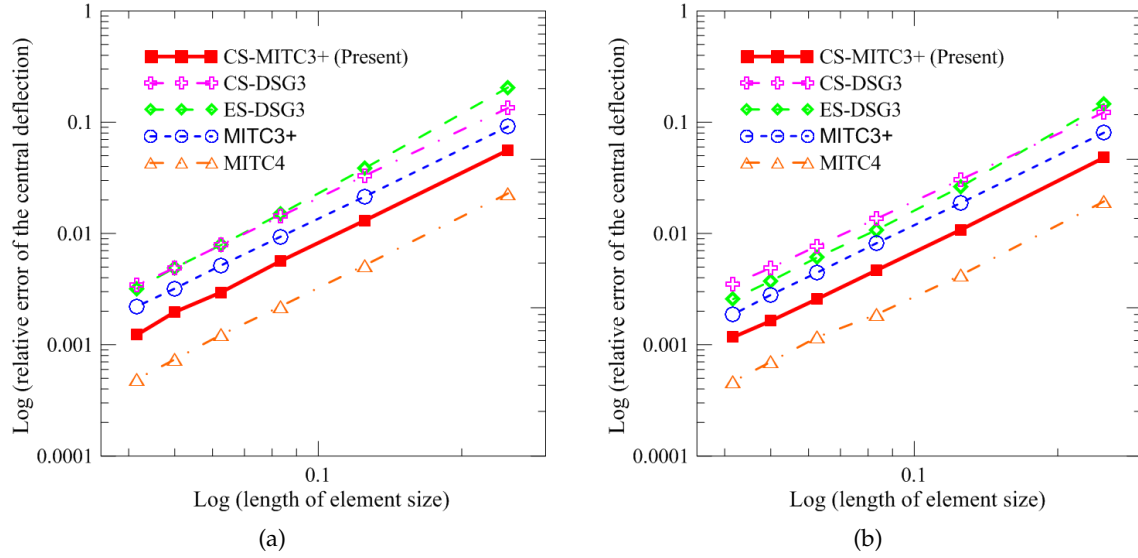 1
0.1
0.01
0.001
0.0001
Log (relative error of the central deflection)
CS-MITC3+ (Present)
CS-DSG3
ES-DSG3
MITC3+
MITC4
0.1
Log (length of element size)
(a)
1
0.1
0.01
0.001
0.0001
Log (relative error of the central deflection)
CS-MITC3+ (Present)
CS-DSG3
ES-DSG3
MITC3+
MITC4
0.1
Log (length of element size)
(b)